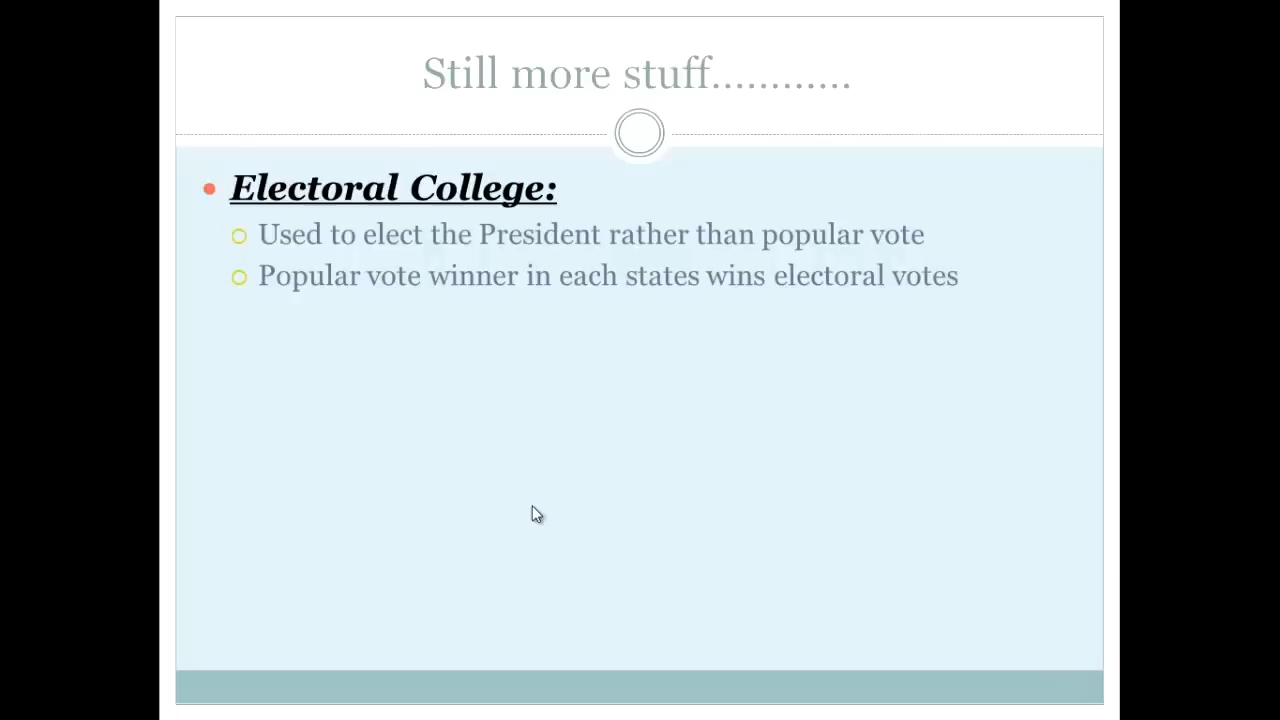 Still more stuff............
Electoral College:
Used to elect the President rather than popular vote
Popular vote winner in each states wins electoral votes